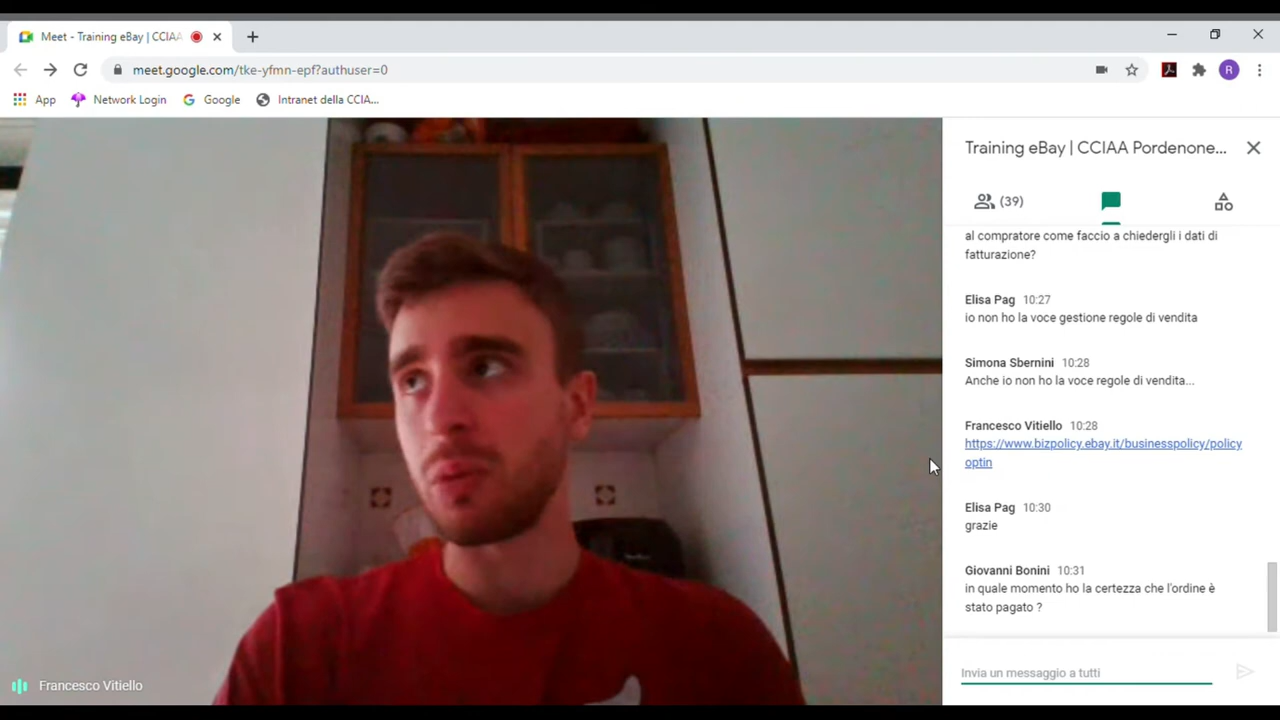 Meet - Training eBay | CCIAA
meet.google.com/tke-yfmn-epf?authuser=0
R
App
Network Login
Google
Intranet della CCIA...
Training eBay | CCIAA Pordenone...
(39)
al compratore come faccio a chiedergli i dati di
fatturazione?
Elisa Pag 10:27
io non ho la voce gestione regole di vendita
Simona Sbernini 10:28
Anche io non ho la voce regole di vendita...
Francesco Vitiello 10:28
https://www.bizpolicy.ebay.it/businesspolicy/policy
optin
Elisa Pag 10:30
grazie
Giovanni Bonini 10:31
in quale momento ho la certezza che l'ordine è
stato pagato ?
Invia un messaggio a tutti
Francesco Vitiello